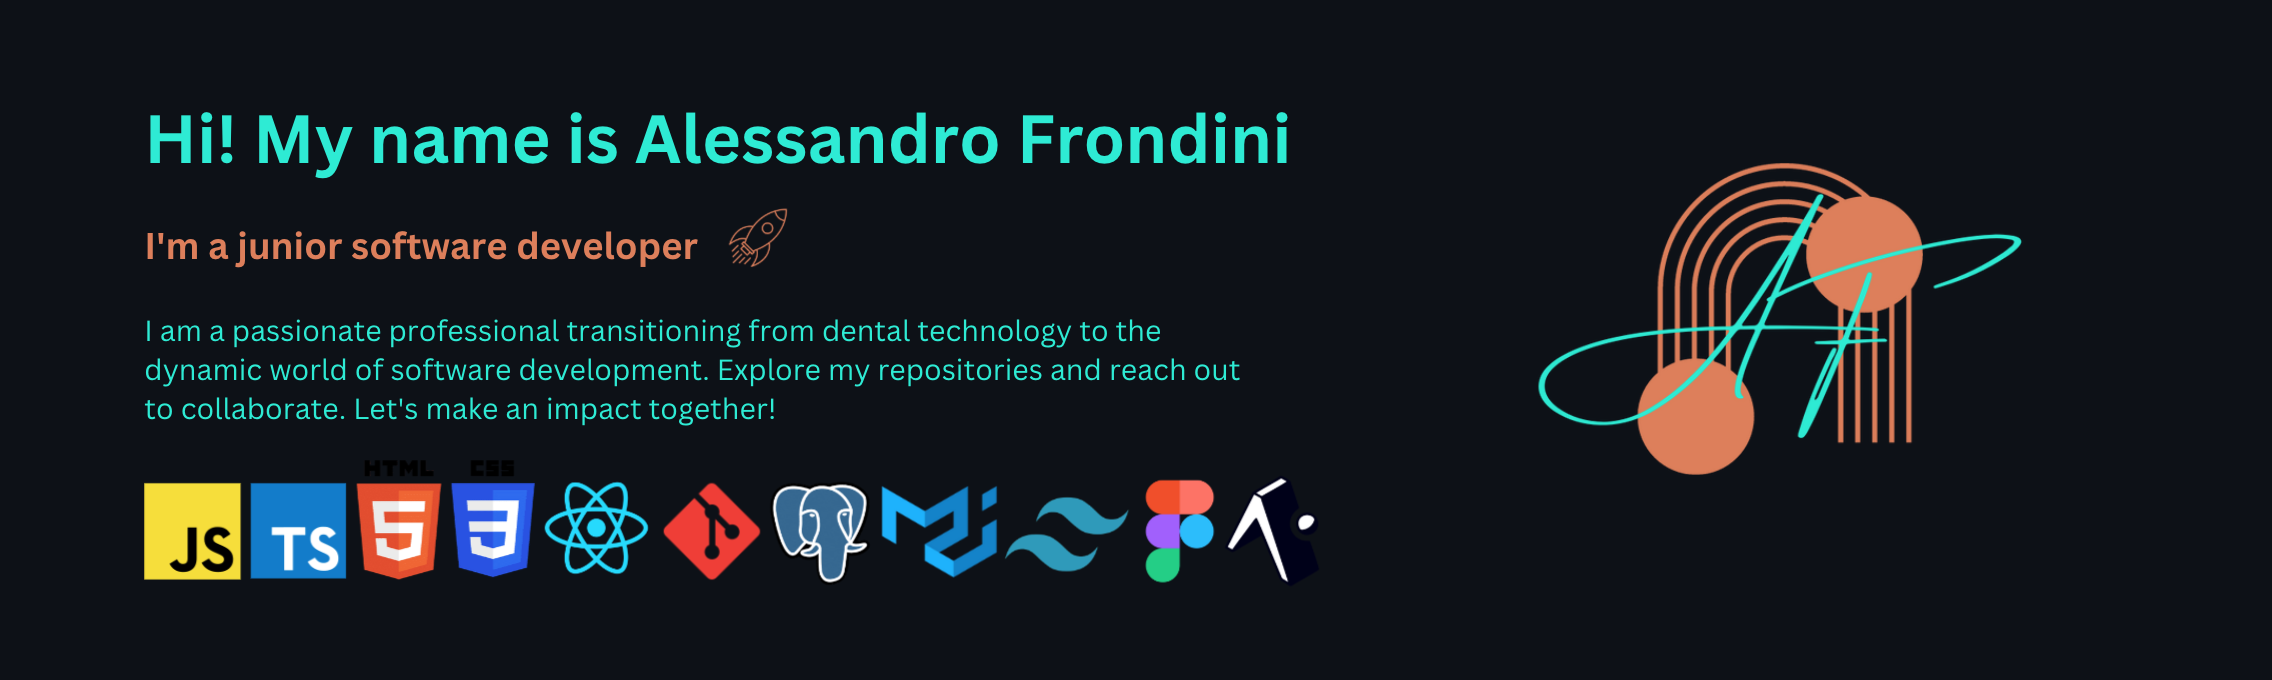 Hi! My name is Alessandro Frondini
I'm a junior software developer
I am a passionate professional transitioning from dental technology to the
dynamic world of software development. Explore my repositories and reach out
to collaborate. Let's make an impact together!
HTML CSS
JS TS 5 3
AF